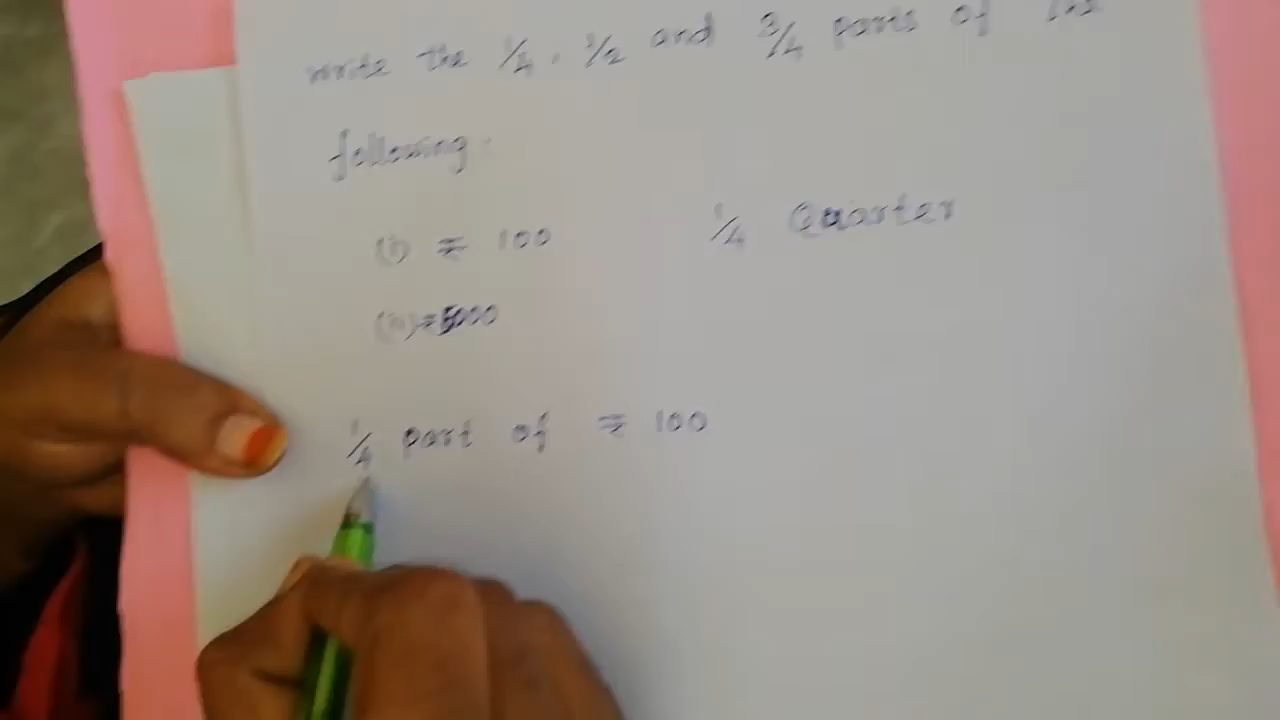 write the 1/4, 1/2 and 3/4 parts of the
following:
(i) ₹ 100
1/4 Quarter
(ii) ₹ 5000
1/4 part of ₹ 100